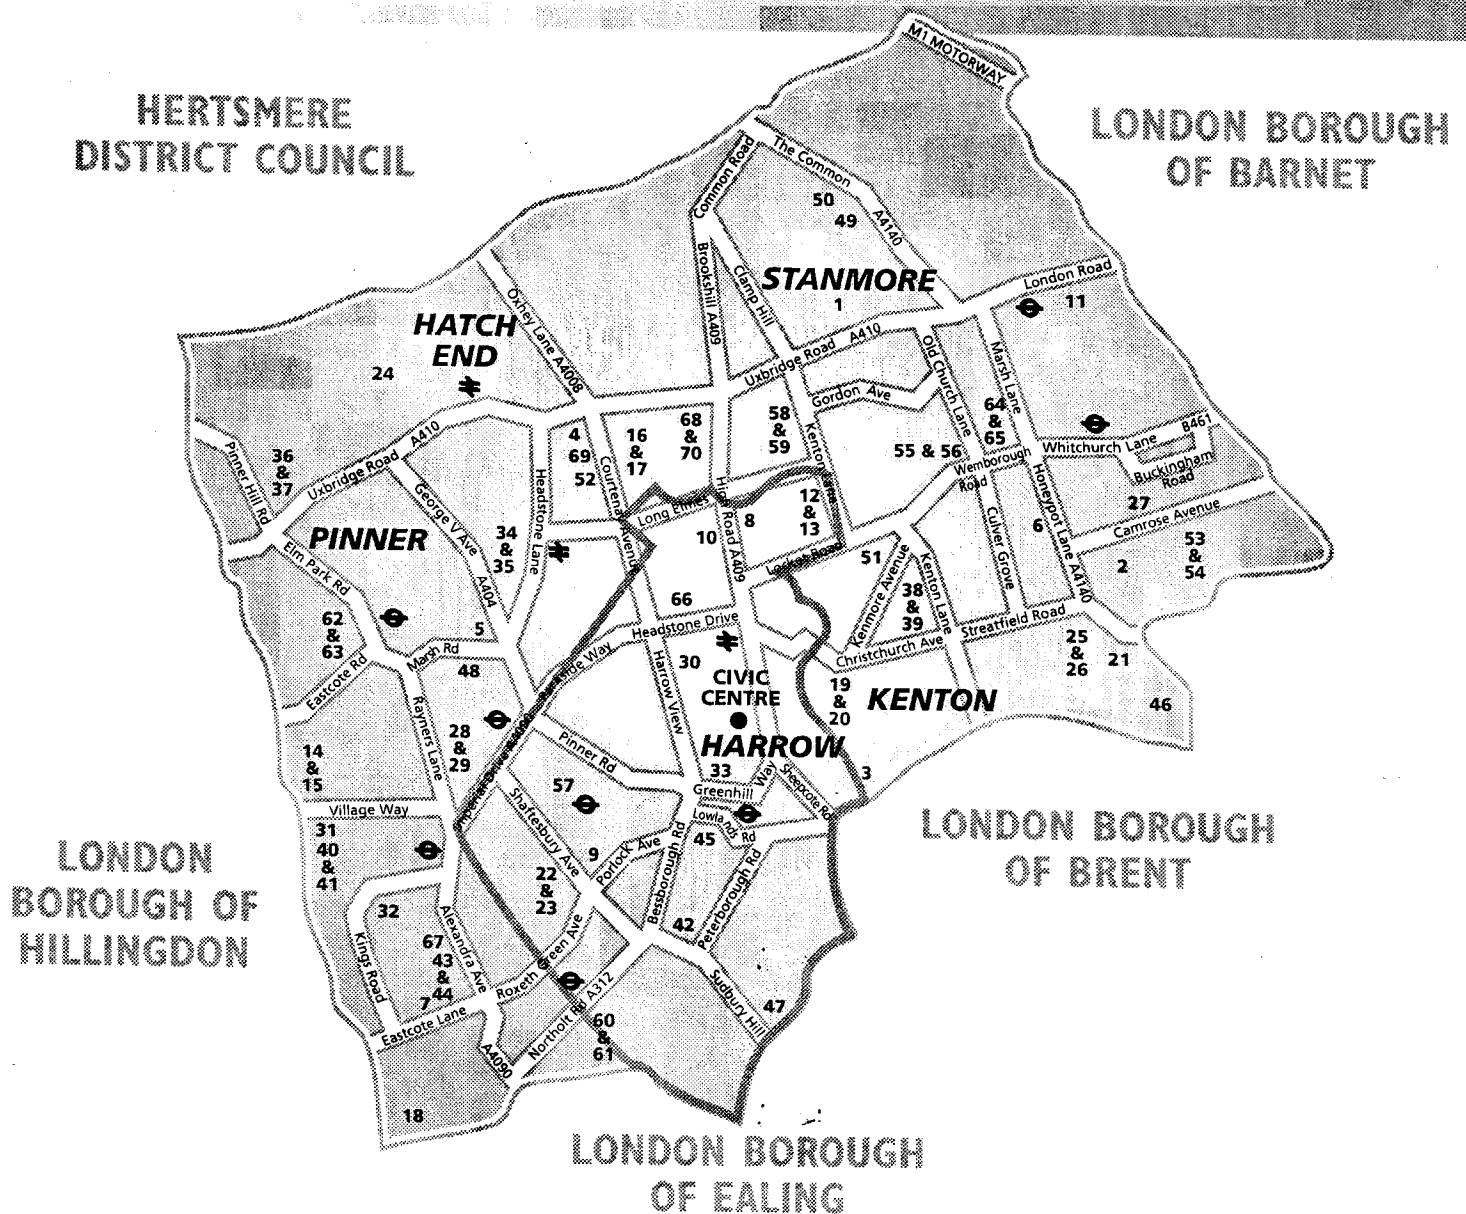 M1 MOTORWAY
HERTSMERE
DISTRICT COUNCIL
LONDON BOROUGH
OF BARNET
Common Road
The Common
50
49
A4140
Brookshill A409
Clamp Hill
STANMORE
1
London Road
11
Oxhey Lane A4008
HATCH
END
24
Uxbridge Road
A410
Old Church Lane
Marsh Lane
Gordon Ave
64
&
65
55 & 56
Whitchurch Lane
B461
Buckingham
Road
Wemborough
Road
27
Camrose Avenue
Pinner Hill Rd
36
&
37
Uxbridge Road
A410
George V Ave
A404
Headstone Lane
4
69
52
Courtenay Avenue
16
&
17
68
&
70
58
&
59
Kenton Lane
Long Elmes
High Road A409
10
8
12
&
13
Locket Road
51
Kenmore Avenue
38
&
39
Kenton Lane
Culver Grove
6
Honeypot Lane A4140
2
53
&
54
PINNER
Elm Park Rd
34
&
35
62
&
63
Eastcote Rd
5
Marsh Rd
48
66
Headstone Drive
Streatfield Road
Christchurch Ave
25
&
26
21
46
30
CIVIC
CENTRE
HARROW
Harrow View
19
&
20
KENTON
3
Rayners Lane
28
&
29
14
&
15
Village Way
31
40
&
41
Pinner Rd
57
33
Greenhill
Way
Sheepcote Rd
Lowlands
Rd
45
Shaftesbury Ave
9
Porlock Ave
Bessborough Rd
Peterborough Rd
22
&
23
42
32
Kings Road
67
43
&
44
7
Alexandra Ave
Roxeth Green Ave
Eastcote Lane
A4090
Northolt Rd A312
60
&
61
Sudbury Hill
47
18
LONDON BOROUGH
OF BRENT
LONDON
BOROUGH OF
HILLINGDON
LONDON BOROUGH
OF EALING